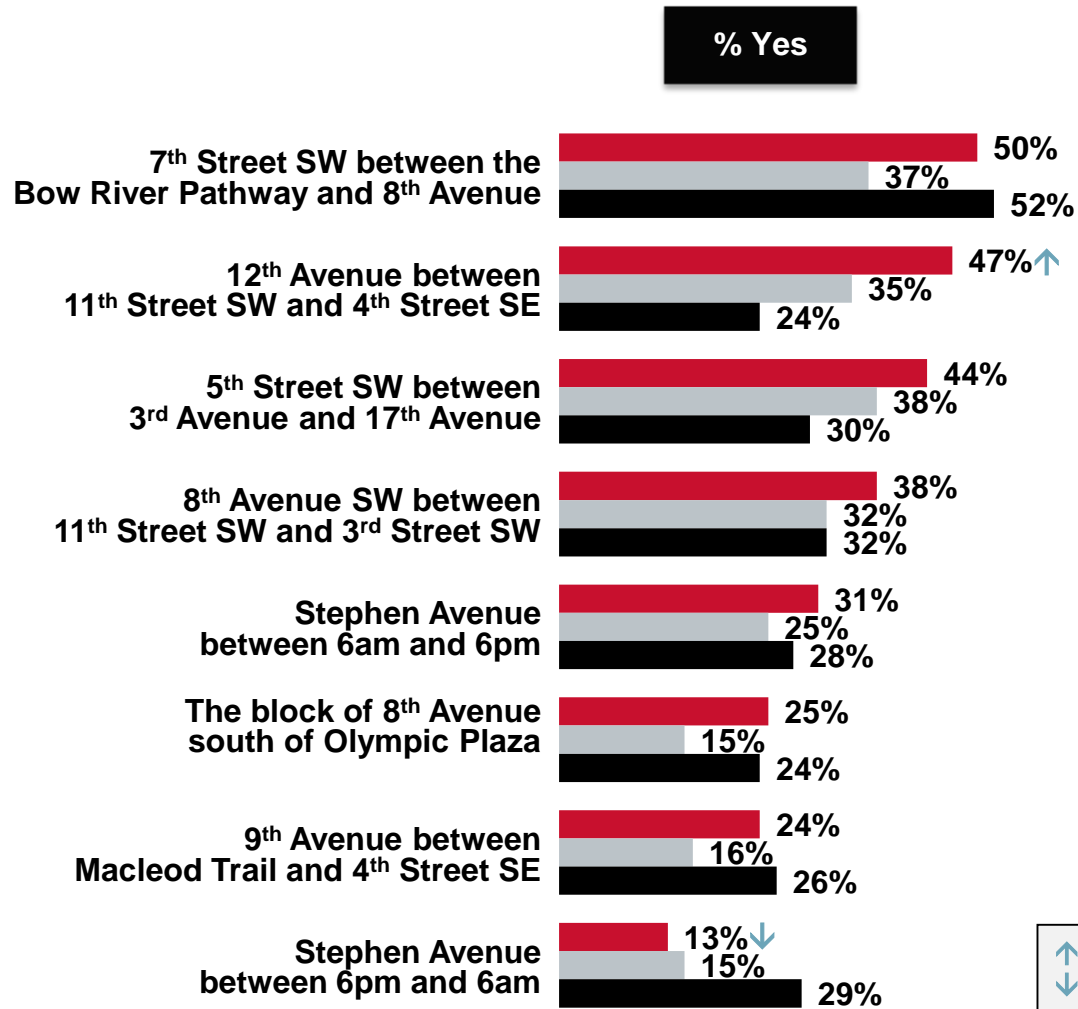 % Yes
7th Street SW between the
Bow River Pathway and 8th Avenue
50%
37%
52%
12th Avenue between
11th Street SW and 4th Street SE
47%↑
35%
24%
5th Street SW between
3rd Avenue and 17th Avenue
44%
38%
30%
8th Avenue SW between
11th Street SW and 3rd Street SW
38%
32%
32%
Stephen Avenue
between 6am and 6pm
31%
25%
28%
The block of 8th Avenue
south of Olympic Plaza
25%
15%
24%
9th Avenue between
Macleod Trail and 4th Street SE
24%
16%
26%
Stephen Avenue
between 6pm and 6am
13%↓
15%
29%
↑
↓